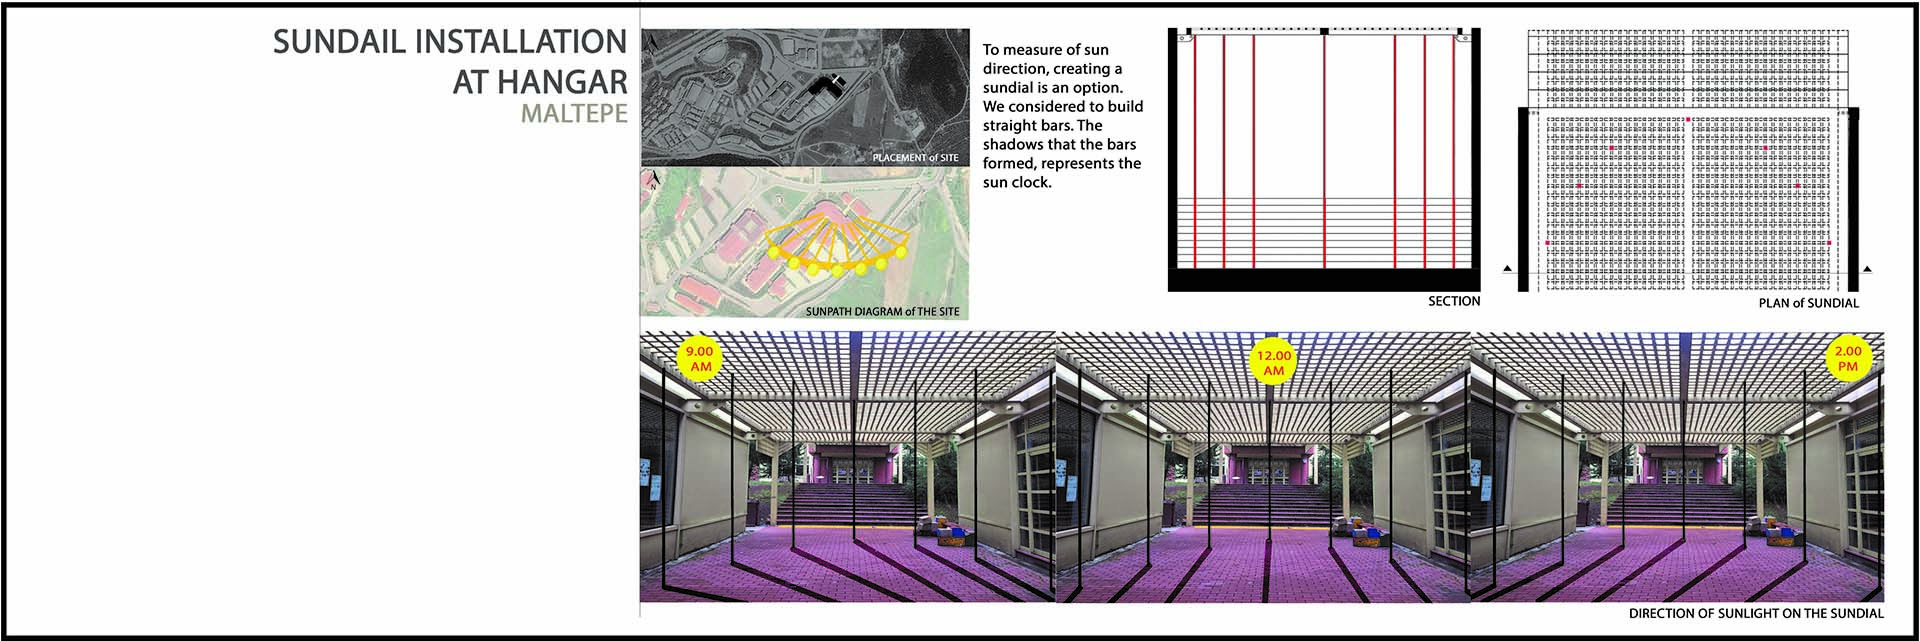 SUNDAIL INSTALLATION
AT HANGAR
MALTEPE
PLACEMENT of SITE
N
SUNPATH DIAGRAM of THE SITE
To measure of sun
direction, creating a
sundial is an option.
We considered to build
straight bars. The
shadows that the bars
formed, represents the
sun clock.
SECTION
PLAN of SUNDIAL
9.00
AM
12.00
AM
2.00
PM
DIRECTION OF SUNLIGHT ON THE SUNDIAL